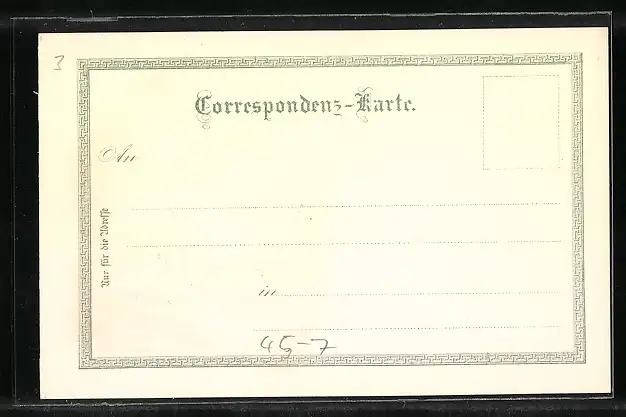 3
Correspondenz-Karte.
An
Nur für die Adresse
in
45-7